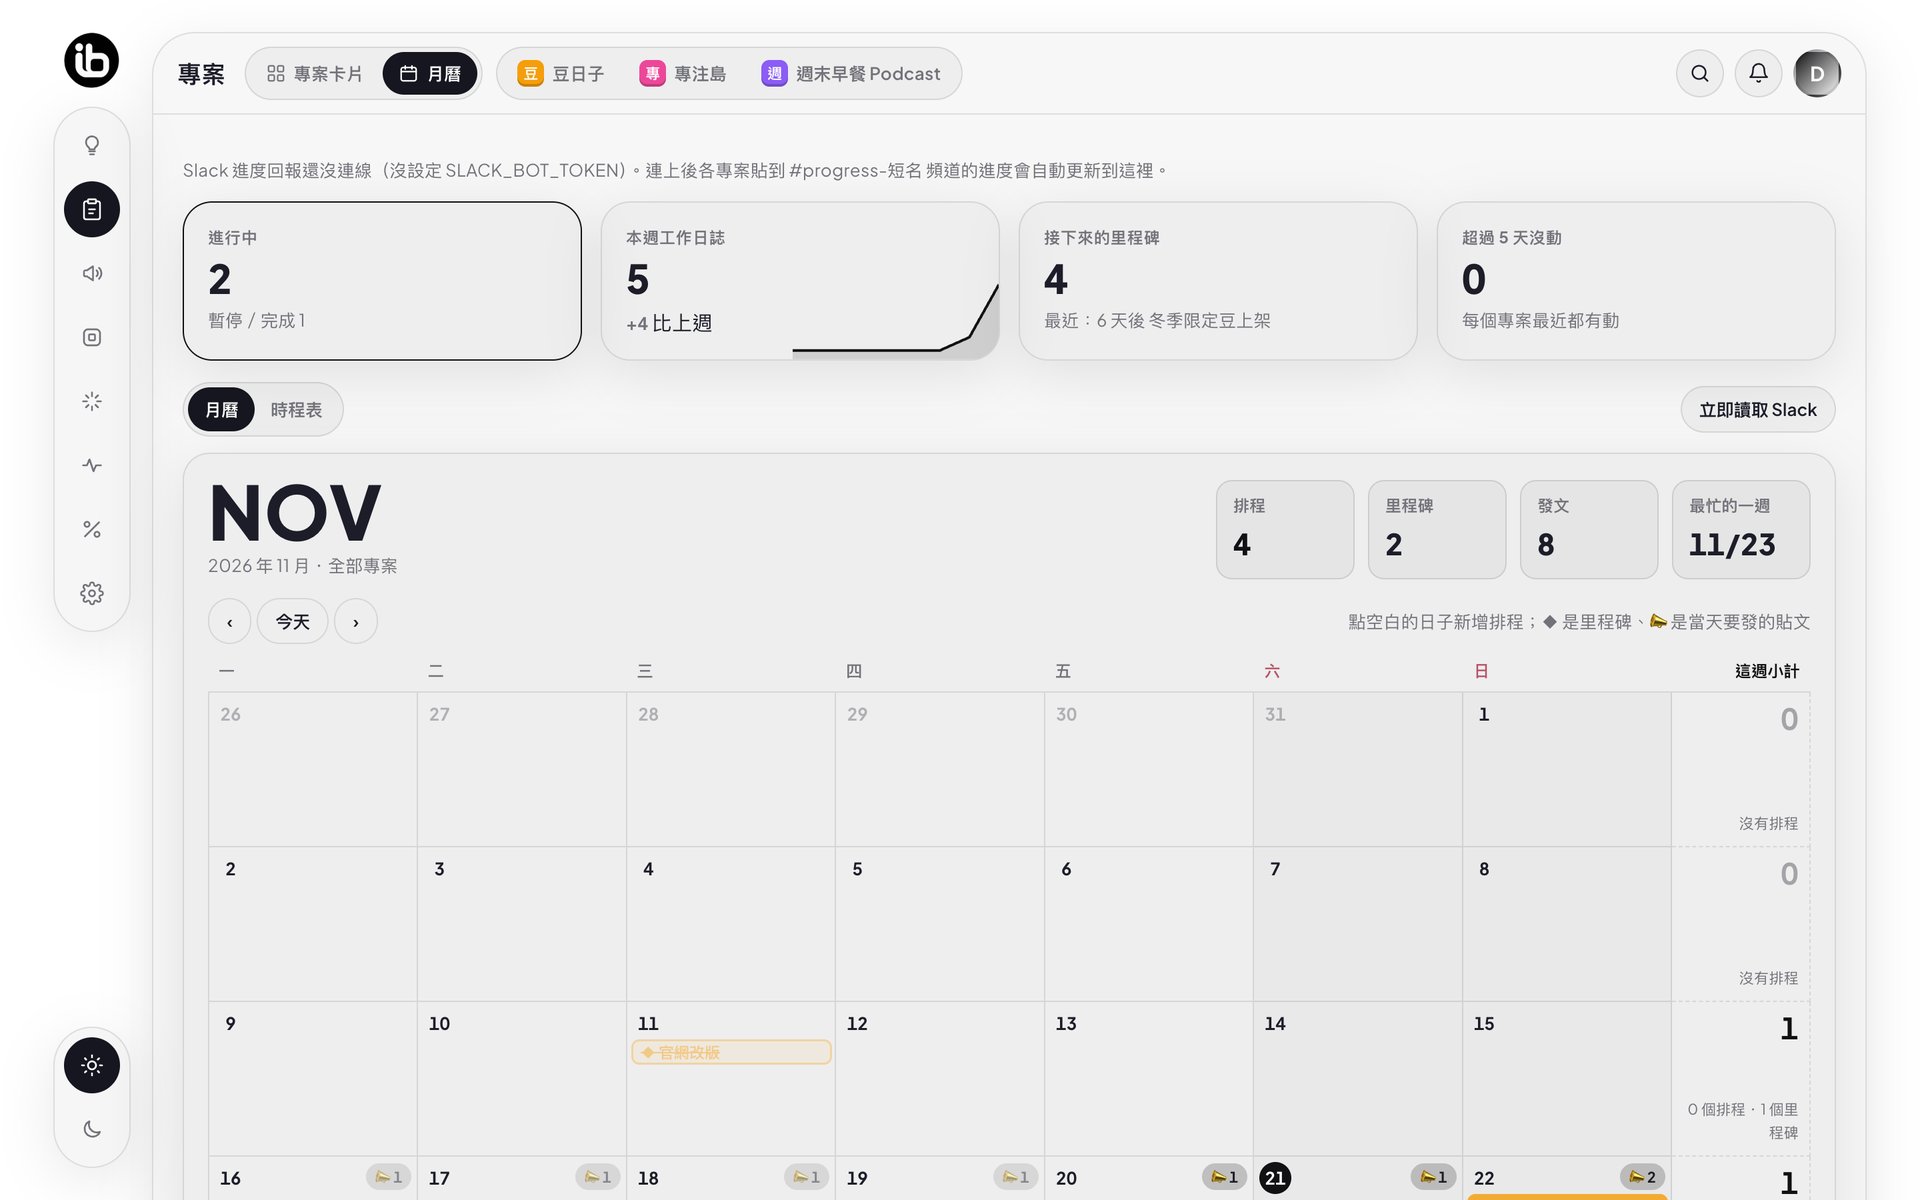 ib
專案
專案卡片
月曆
豆 豆日子
專 專注島
週 週末早餐 Podcast
D
Slack 進度回報還沒連線（沒設定 SLACK_BOT_TOKEN）。連上後各專案貼到 #progress-短名 頻道的進度會自動更新到這裡。
進行中
2
暫停 / 完成 1
本週工作日誌
5
+4 比上週
接下來的里程碑
4
最近：6 天後 冬季限定豆上架
超過 5 天沒動
0
每個專案最近都有動
月曆
時程表
立即讀取 Slack
NOV
2026 年 11 月・全部專案
排程
4
里程碑
2
發文
8
最忙的一週
11/23
‹
今天
›
點空白的日子新增排程；◆ 是里程碑、📣 是當天要發的貼文
一 二 三 四 五 六 日 這週小計
26 27 28 29 30 31 1 0
沒有排程
2 3 4 5 6 7 8 0
沒有排程
9 10 11 12 13 14 15 1
◆ 官網改版
0 個排程・1 個里
程碑
16 📣1 17 📣1 18 📣1 19 📣1 20 📣1 21 📣1 22 📣2 1